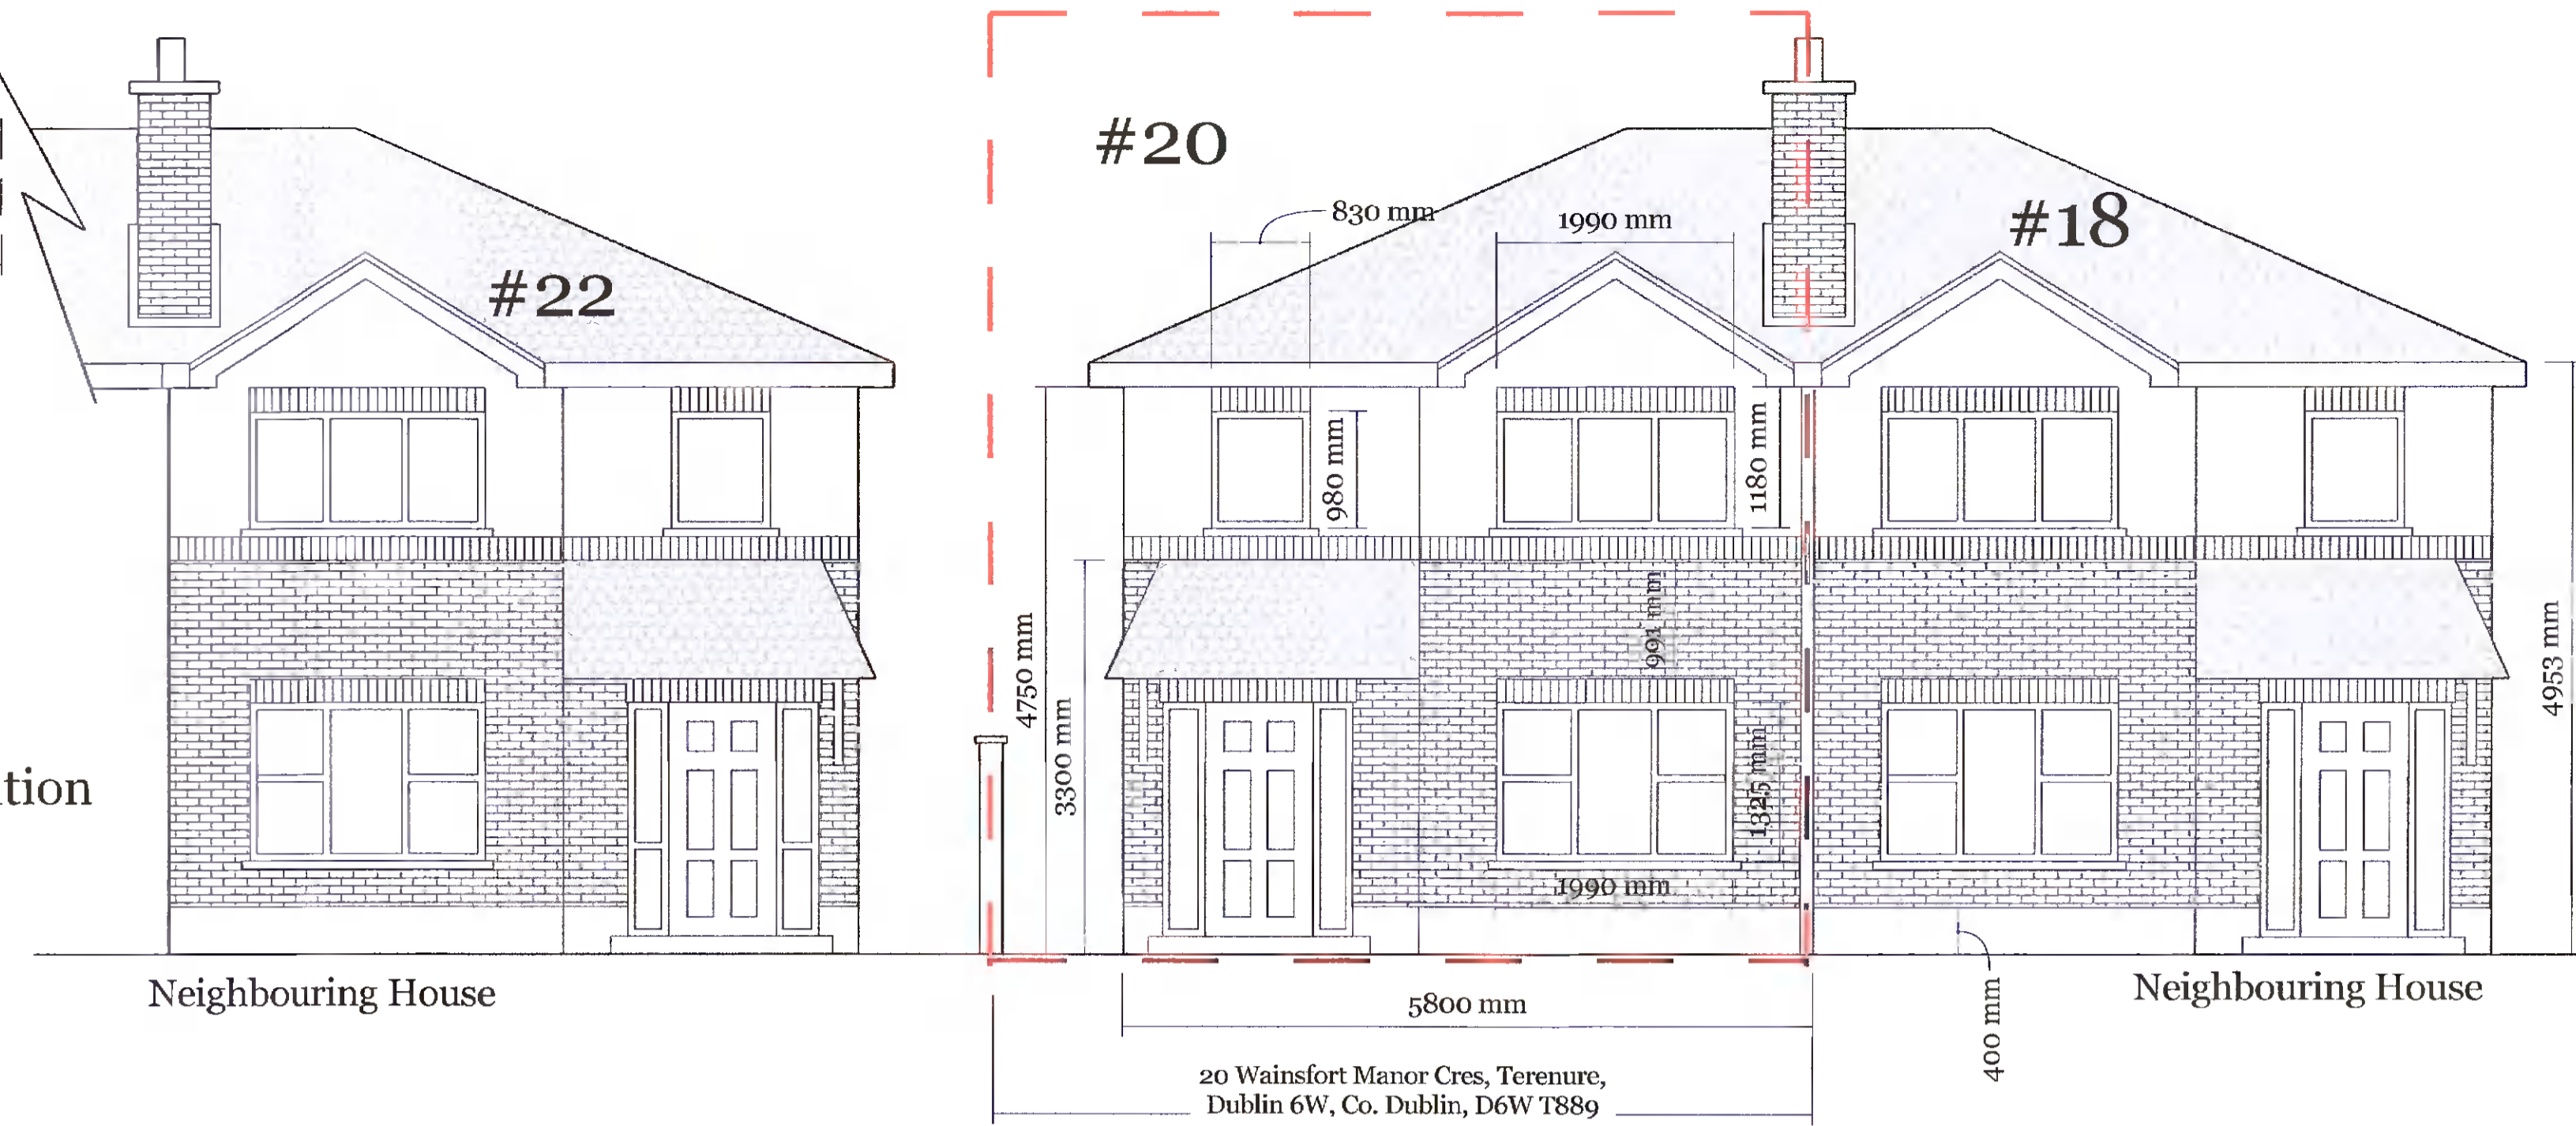 #20
#18
#22
830 mm
1990 mm
980 mm
1180 mm
4750 mm
3300 mm
991 mm
1325 mm
1990 mm
4953 mm
tion
Neighbouring House
Neighbouring House
5800 mm
400 mm
20 Wainsfort Manor Cres, Terenure,
Dublin 6W, Co. Dublin, D6W T889